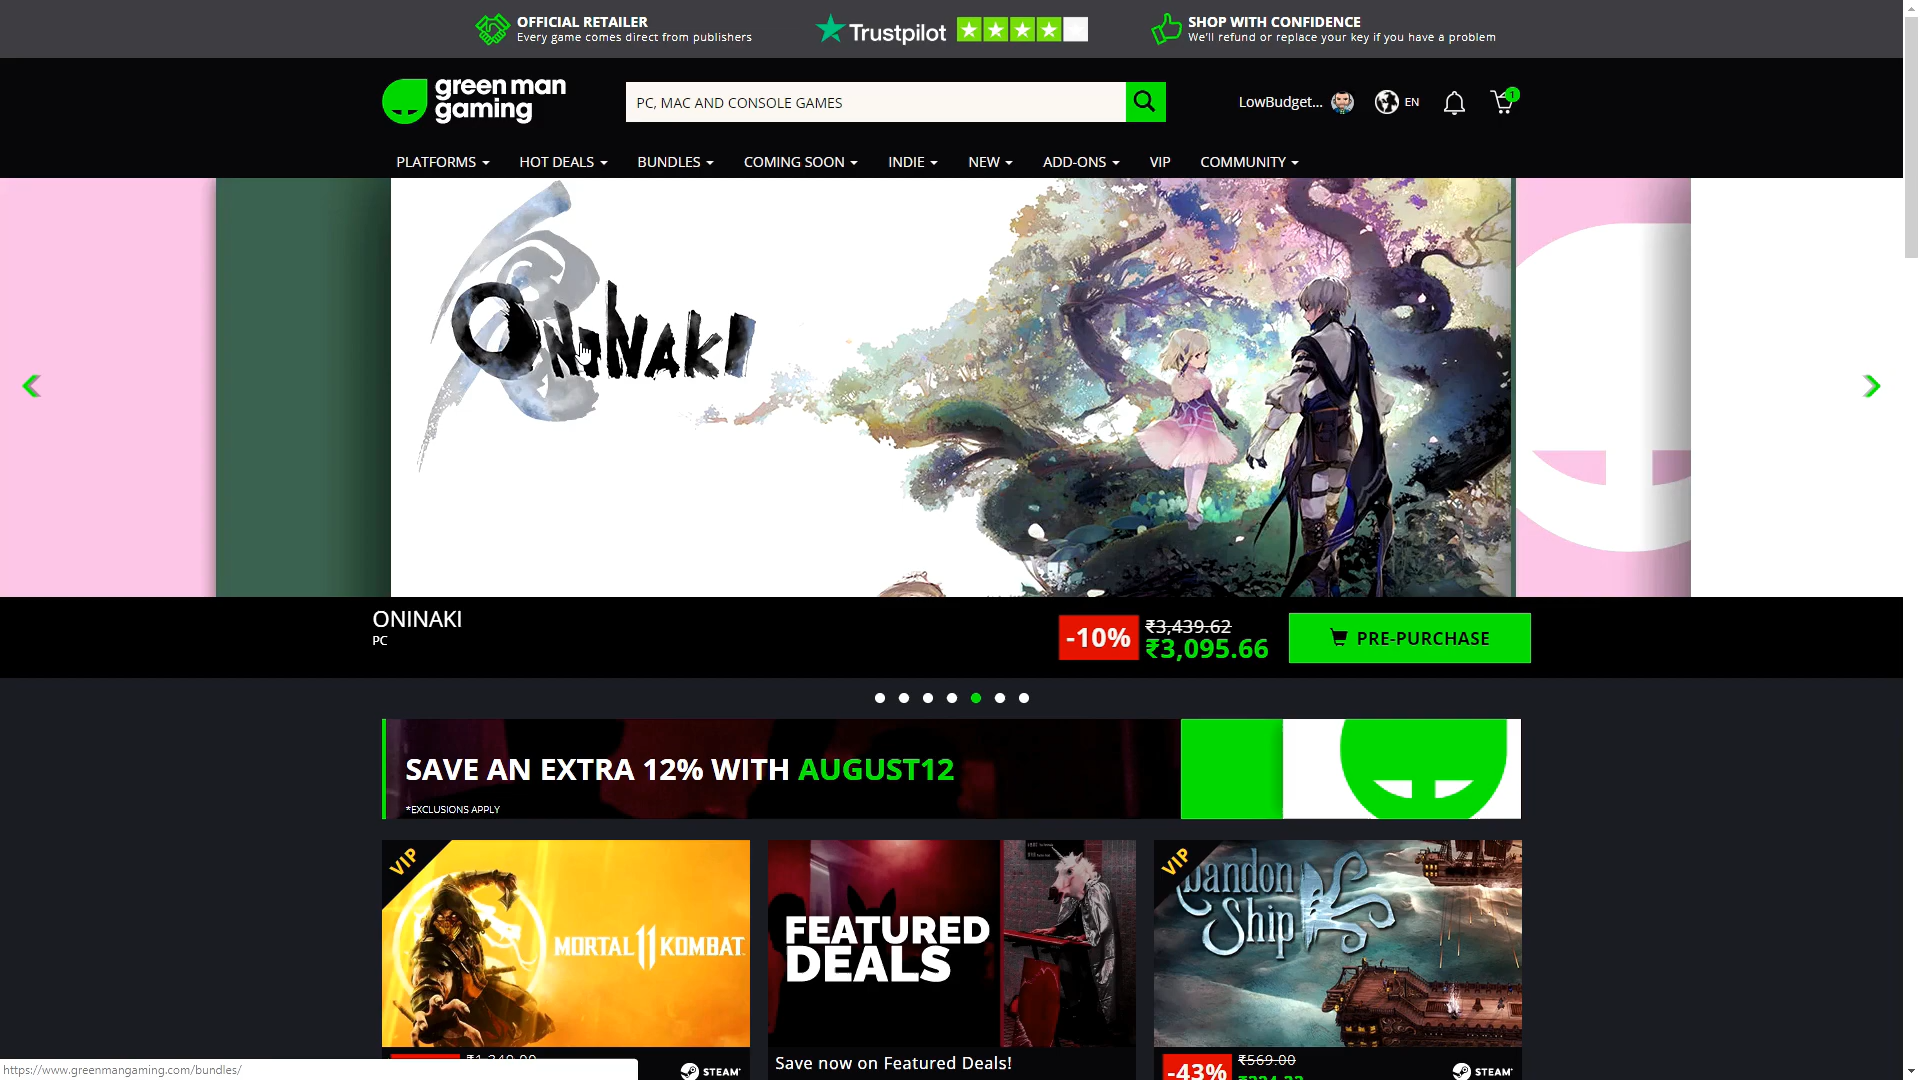 OFFICIAL RETAILER
Every game comes direct from publishers
Trustpilot
SHOP WITH CONFIDENCE
We'll refund or replace your key if you have a problem
green man
gaming
PC, MAC AND CONSOLE GAMES
LowBudget...
EN
1
PLATFORMS
HOT DEALS
BUNDLES
COMING SOON
INDIE
NEW
ADD-ONS
VIP
COMMUNITY
ONINAKI
ONINAKI
PC
-10%
₹3,439.62
₹3,095.66
PRE-PURCHASE
SAVE AN EXTRA 12% WITH AUGUST12
*EXCLUSIONS APPLY
VIP
MORTAL 11 KOMBAT
FEATURED
DEALS
VIP
Abandon
Ship
STEAM
Save now on Featured Deals!
-43%
₹569.00
STEAM
https://www.greenmangaming.com/bundles/